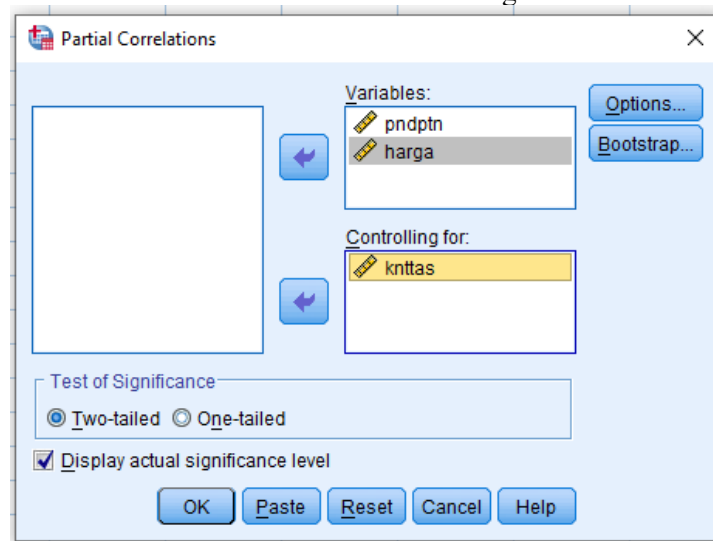 Partial Correlations
Variables:
pndptn
harga
Options...
Bootstrap...
Controlling for:
knttas
Test of Significance
Two-tailed One-tailed
Display actual significance level
OK Paste Reset Cancel Help